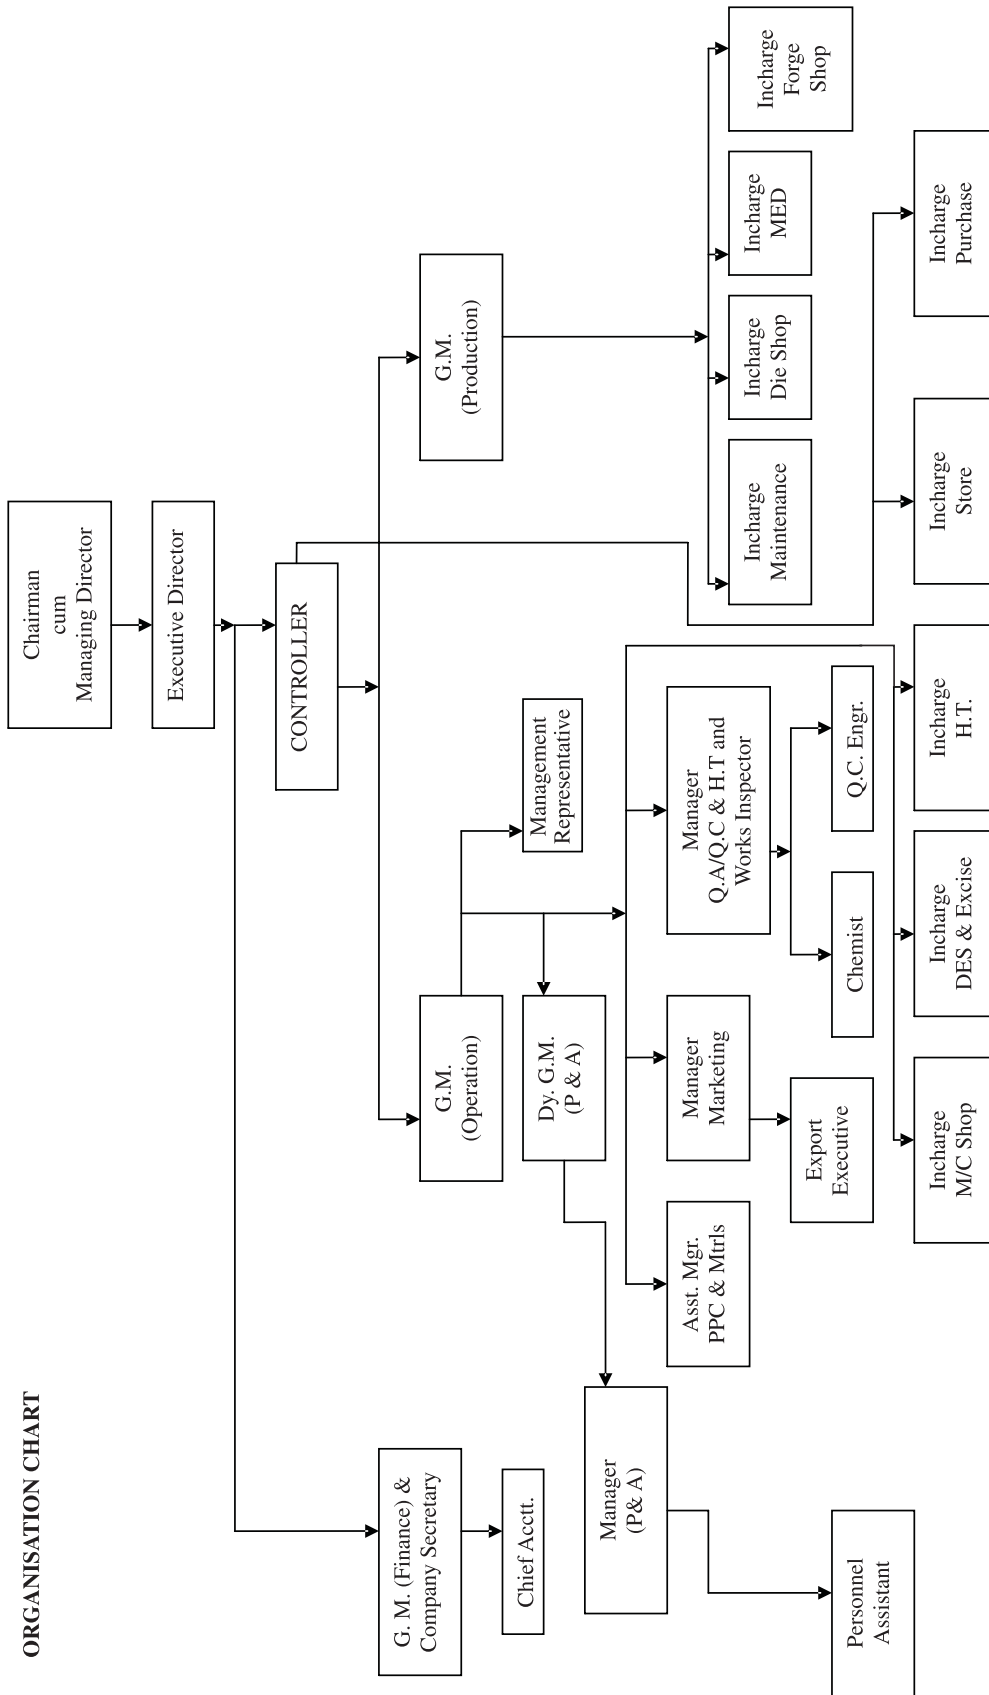 ORGANISATION CHART
Chairman
cum
Managing Director
Executive Director
CONTROLLER
G. M. (Finance) &
Company Secretary
G.M.
(Operation)
G.M.
(Production)
Chief Acctt.
Dy. G.M.
(P & A)
Management
Representative
Manager
(P& A)
Asst. Mgr.
PPC & Mtrls
Manager
Marketing
Manager
Q.A/Q.C & H.T and
Works Inspector
Incharge
Maintenance
Incharge
Die Shop
Incharge
MED
Incharge
Forge
Shop
Export
Executive
Personnel
Assistant
Chemist
Q.C. Engr.
Incharge
M/C Shop
Incharge
DES & Excise
Incharge
H.T.
Incharge
Store
Incharge
Purchase